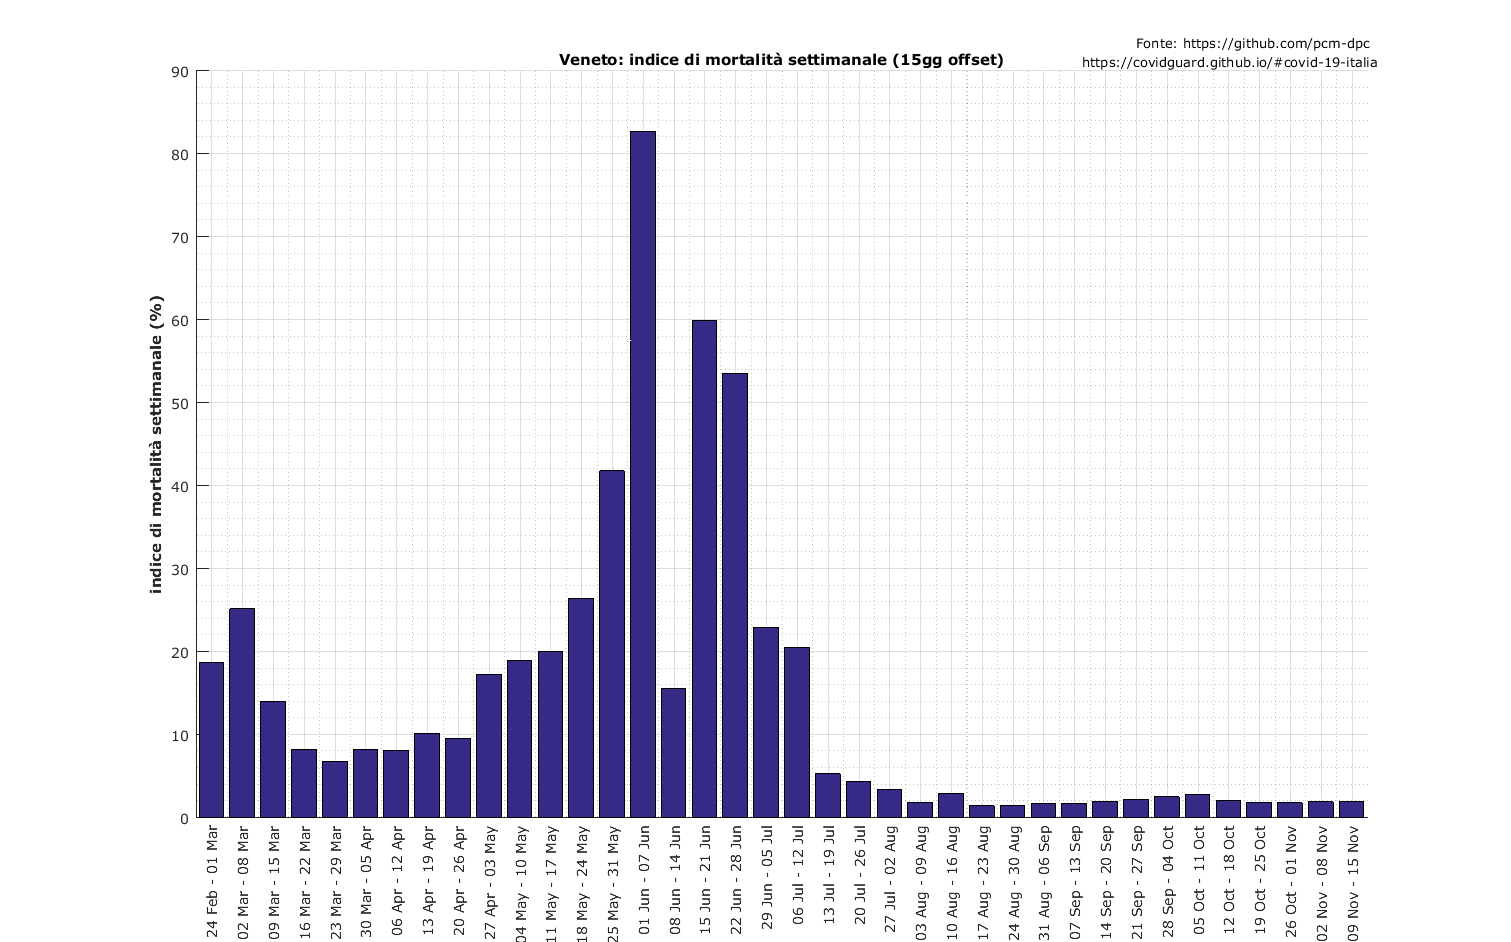 Fonte: https://github.com/pcm-dpc
Veneto: indice di mortalità settimanale (15gg offset)
https://covidguard.github.io/#covid-19-italia
indice di mortalità settimanale (%)
90
80
70
60
50
40
30
20
10
0
24 Feb - 01 Mar
02 Mar - 08 Mar
09 Mar - 15 Mar
16 Mar - 22 Mar
23 Mar - 29 Mar
30 Mar - 05 Apr
06 Apr - 12 Apr
13 Apr - 19 Apr
20 Apr - 26 Apr
27 Apr - 03 May
04 May - 10 May
11 May - 17 May
18 May - 24 May
25 May - 31 May
01 Jun - 07 Jun
08 Jun - 14 Jun
15 Jun - 21 Jun
22 Jun - 28 Jun
29 Jun - 05 Jul
06 Jul - 12 Jul
13 Jul - 19 Jul
20 Jul - 26 Jul
27 Jul - 02 Aug
03 Aug - 09 Aug
10 Aug - 16 Aug
17 Aug - 23 Aug
24 Aug - 30 Aug
31 Aug - 06 Sep
07 Sep - 13 Sep
14 Sep - 20 Sep
21 Sep - 27 Sep
28 Sep - 04 Oct
05 Oct - 11 Oct
12 Oct - 18 Oct
19 Oct - 25 Oct
26 Oct - 01 Nov
02 Nov - 08 Nov
09 Nov - 15 Nov